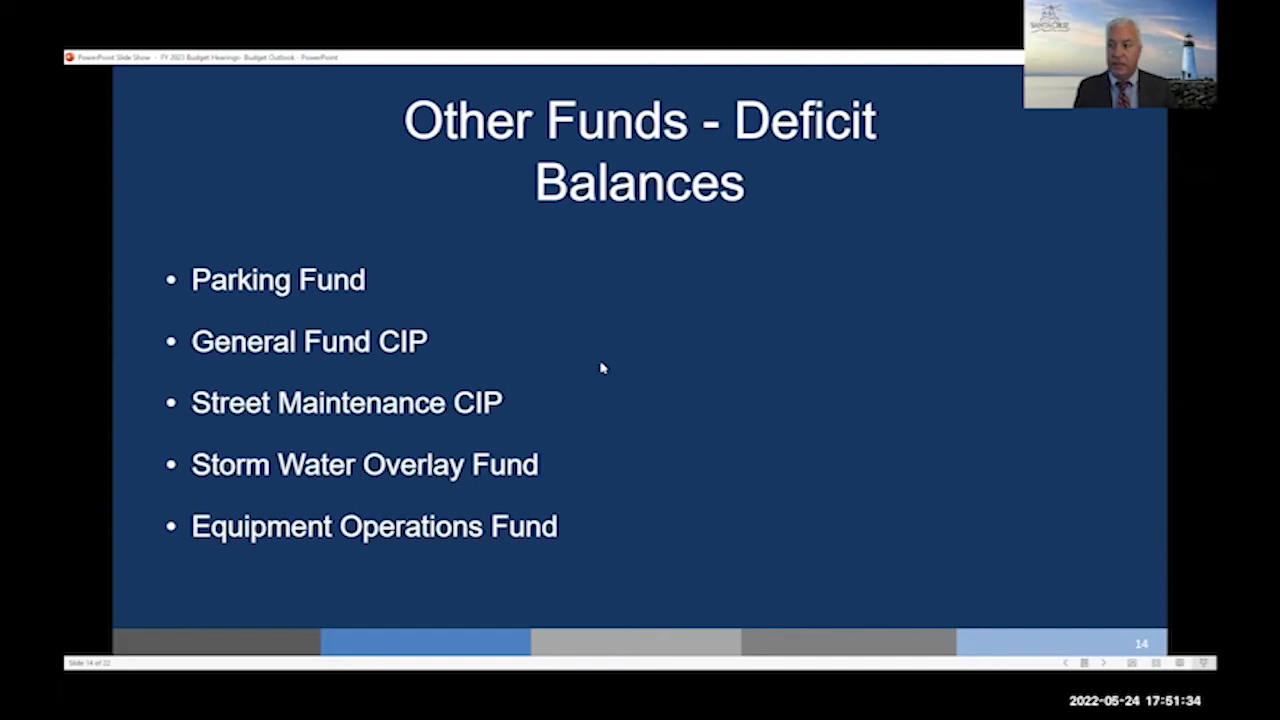 PowerPoint Slide Show - FY 2023 Budget Hearings- Budget Outlook - PowerPoint
SANTA CRUZ
Other Funds - Deficit
Balances
• Parking Fund
• General Fund CIP
• Street Maintenance CIP
• Storm Water Overlay Fund
• Equipment Operations Fund
14
Slide 14 of 22
2022-05-24 17:51:34